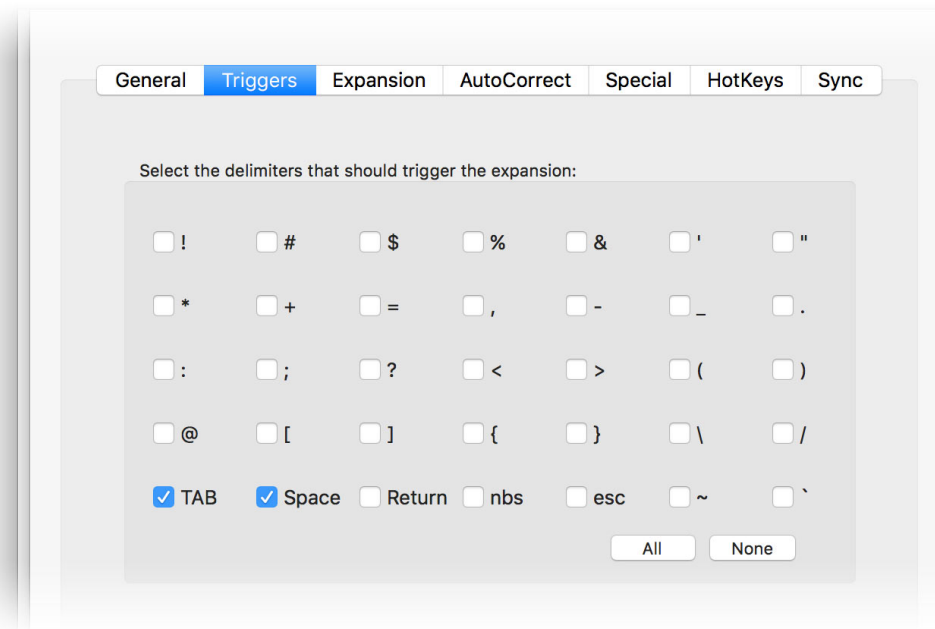 General Triggers Expansion AutoCorrect Special HotKeys Sync
Select the delimiters that should trigger the expansion:
! # $ % & ' "
* + = , - _ .
: ; ? < > ( )
@ [ ] { } \ /
TAB Space Return nbs esc ~ `
All None